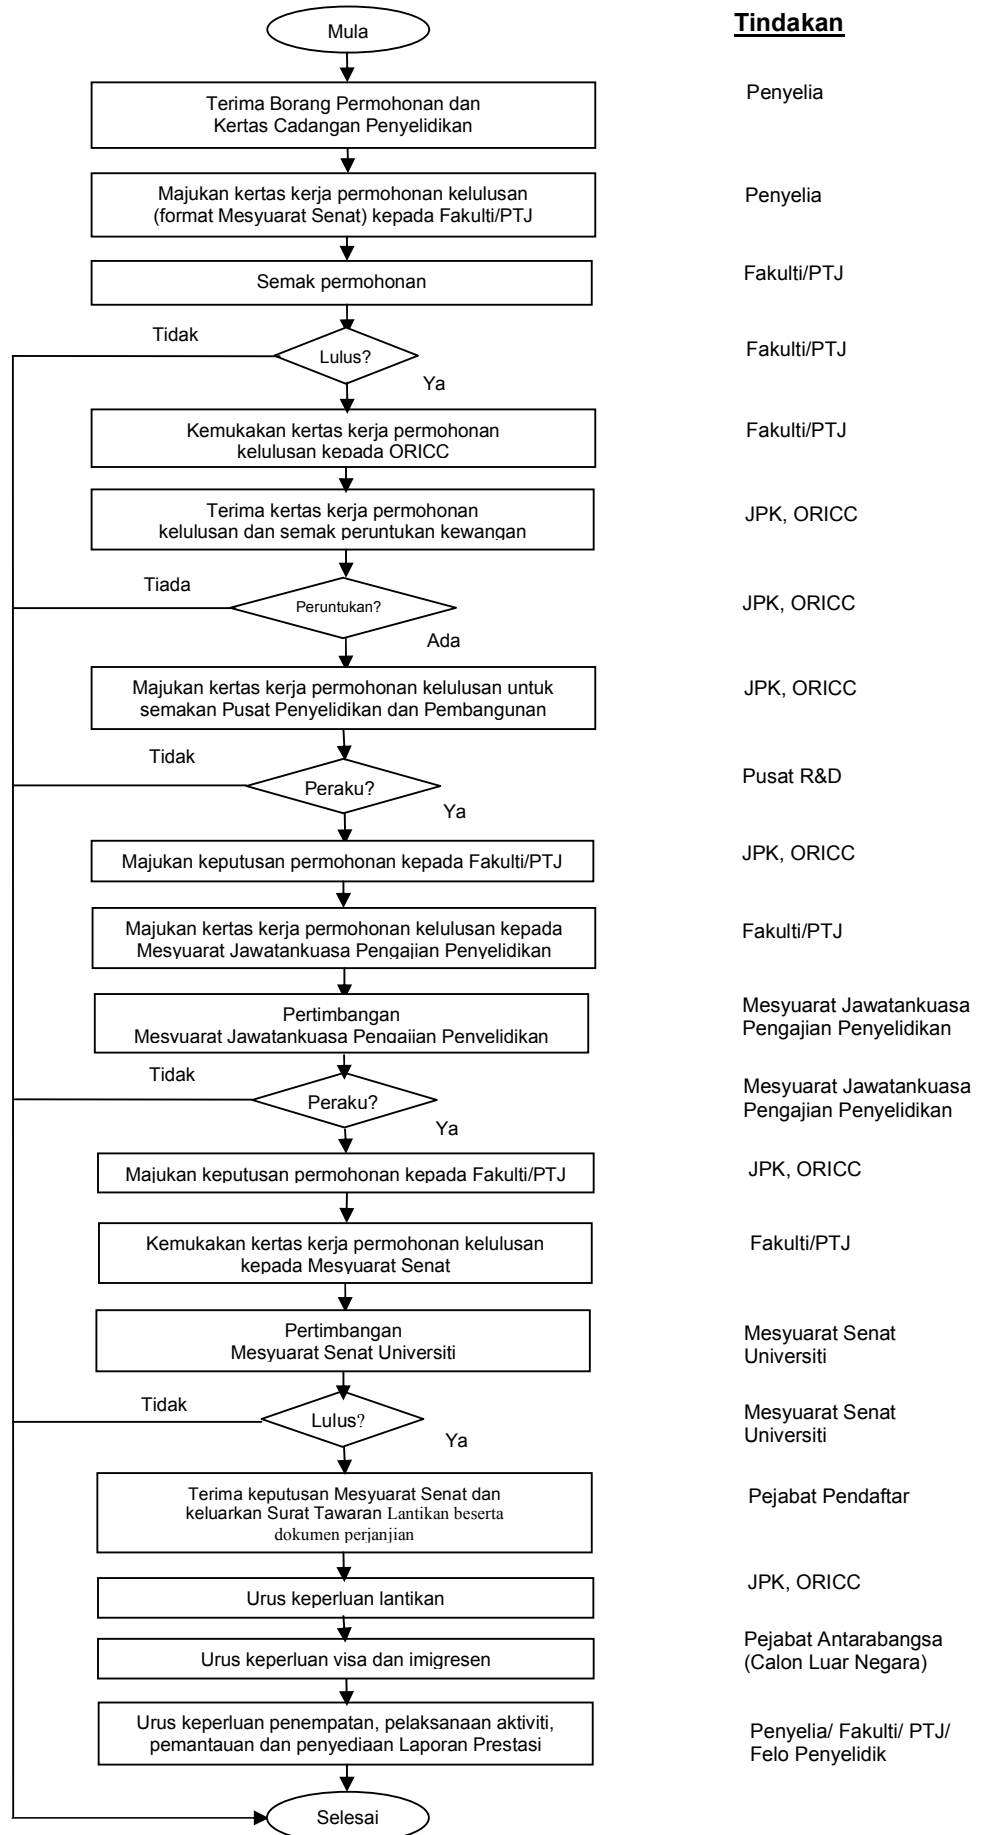 Mula
Tindakan
Terima Borang Permohonan dan
Kertas Cadangan Penyelidikan
Penyelia
Majukan kertas kerja permohonan kelulusan
(format Mesyuarat Senat) kepada Fakulti/PTJ
Penyelia
Semak permohonan
Fakulti/PTJ
Tidak
Lulus?
Ya
Fakulti/PTJ
Kemukakan kertas kerja permohonan
kelulusan kepada ORICC
Fakulti/PTJ
Terima kertas kerja permohonan
kelulusan dan semak peruntukan kewangan
JPK, ORICC
Tiada
Peruntukan?
Ada
JPK, ORICC
Majukan kertas kerja permohonan kelulusan untuk
semakan Pusat Penyelidikan dan Pembangunan
JPK, ORICC
Tidak
Peraku?
Ya
Pusat R&D
Majukan keputusan permohonan kepada Fakulti/PTJ
JPK, ORICC
Majukan kertas kerja permohonan kelulusan kepada
Mesyuarat Jawatankuasa Pengajian Penyelidikan
Fakulti/PTJ
Pertimbangan
Mesyuarat Jawatankuasa Pengajian Penyelidikan
Mesyuarat Jawatankuasa
Pengajian Penyelidikan
Tidak
Peraku?
Ya
Mesyuarat Jawatankuasa
Pengajian Penyelidikan
Majukan keputusan permohonan kepada Fakulti/PTJ
JPK, ORICC
Kemukakan kertas kerja permohonan kelulusan
kepada Mesyuarat Senat
Fakulti/PTJ
Pertimbangan
Mesyuarat Senat Universiti
Mesyuarat Senat
Universiti
Tidak
Lulus?
Ya
Mesyuarat Senat
Universiti
Terima keputusan Mesyuarat Senat dan
keluarkan Surat Tawaran Lantikan beserta
dokumen perjanjian
Pejabat Pendaftar
Urus keperluan lantikan
JPK, ORICC
Urus keperluan visa dan imigresen
Pejabat Antarabangsa
(Calon Luar Negara)
Urus keperluan penempatan, pelaksanaan aktiviti,
pemantauan dan penyediaan Laporan Prestasi
Penyelia/ Fakulti/ PTJ/
Felo Penyelidik
Selesai